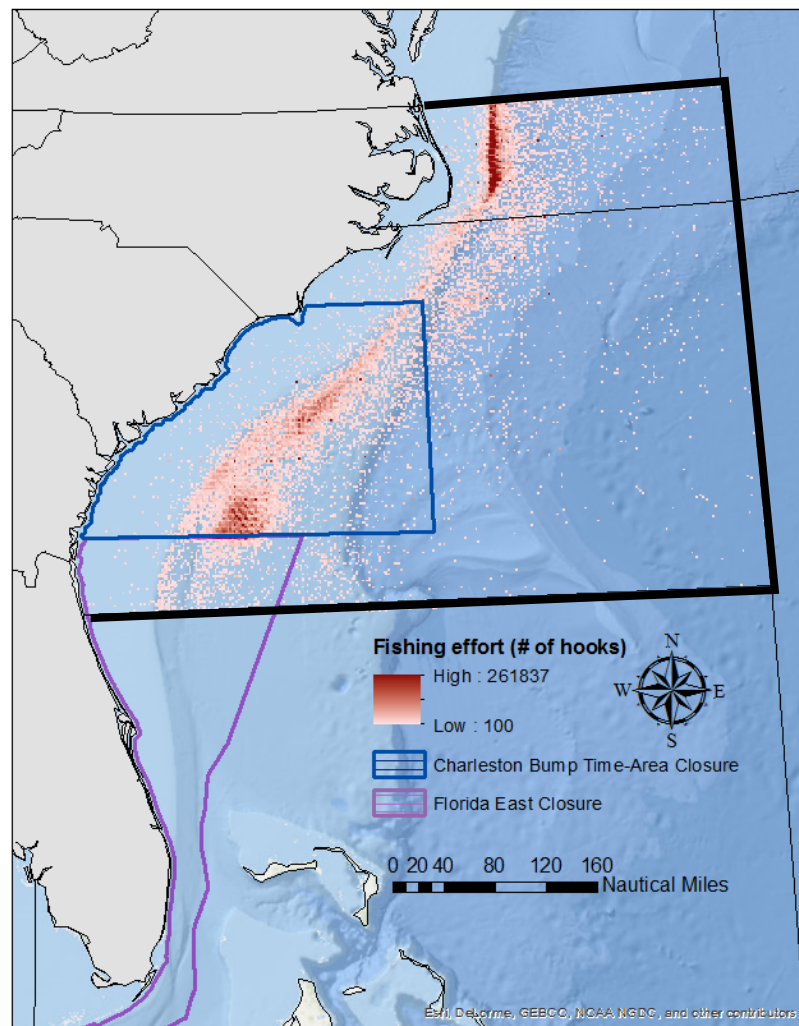 Fishing effort (# of hooks)
High : 261837
Low : 100
Charleston Bump Time-Area Closure
Florida East Closure
N
W E
S
0 20 40 80 120 160
Nautical Miles
Esri, DeLorme, GEBCO, NOAA NGDC, and other contributors